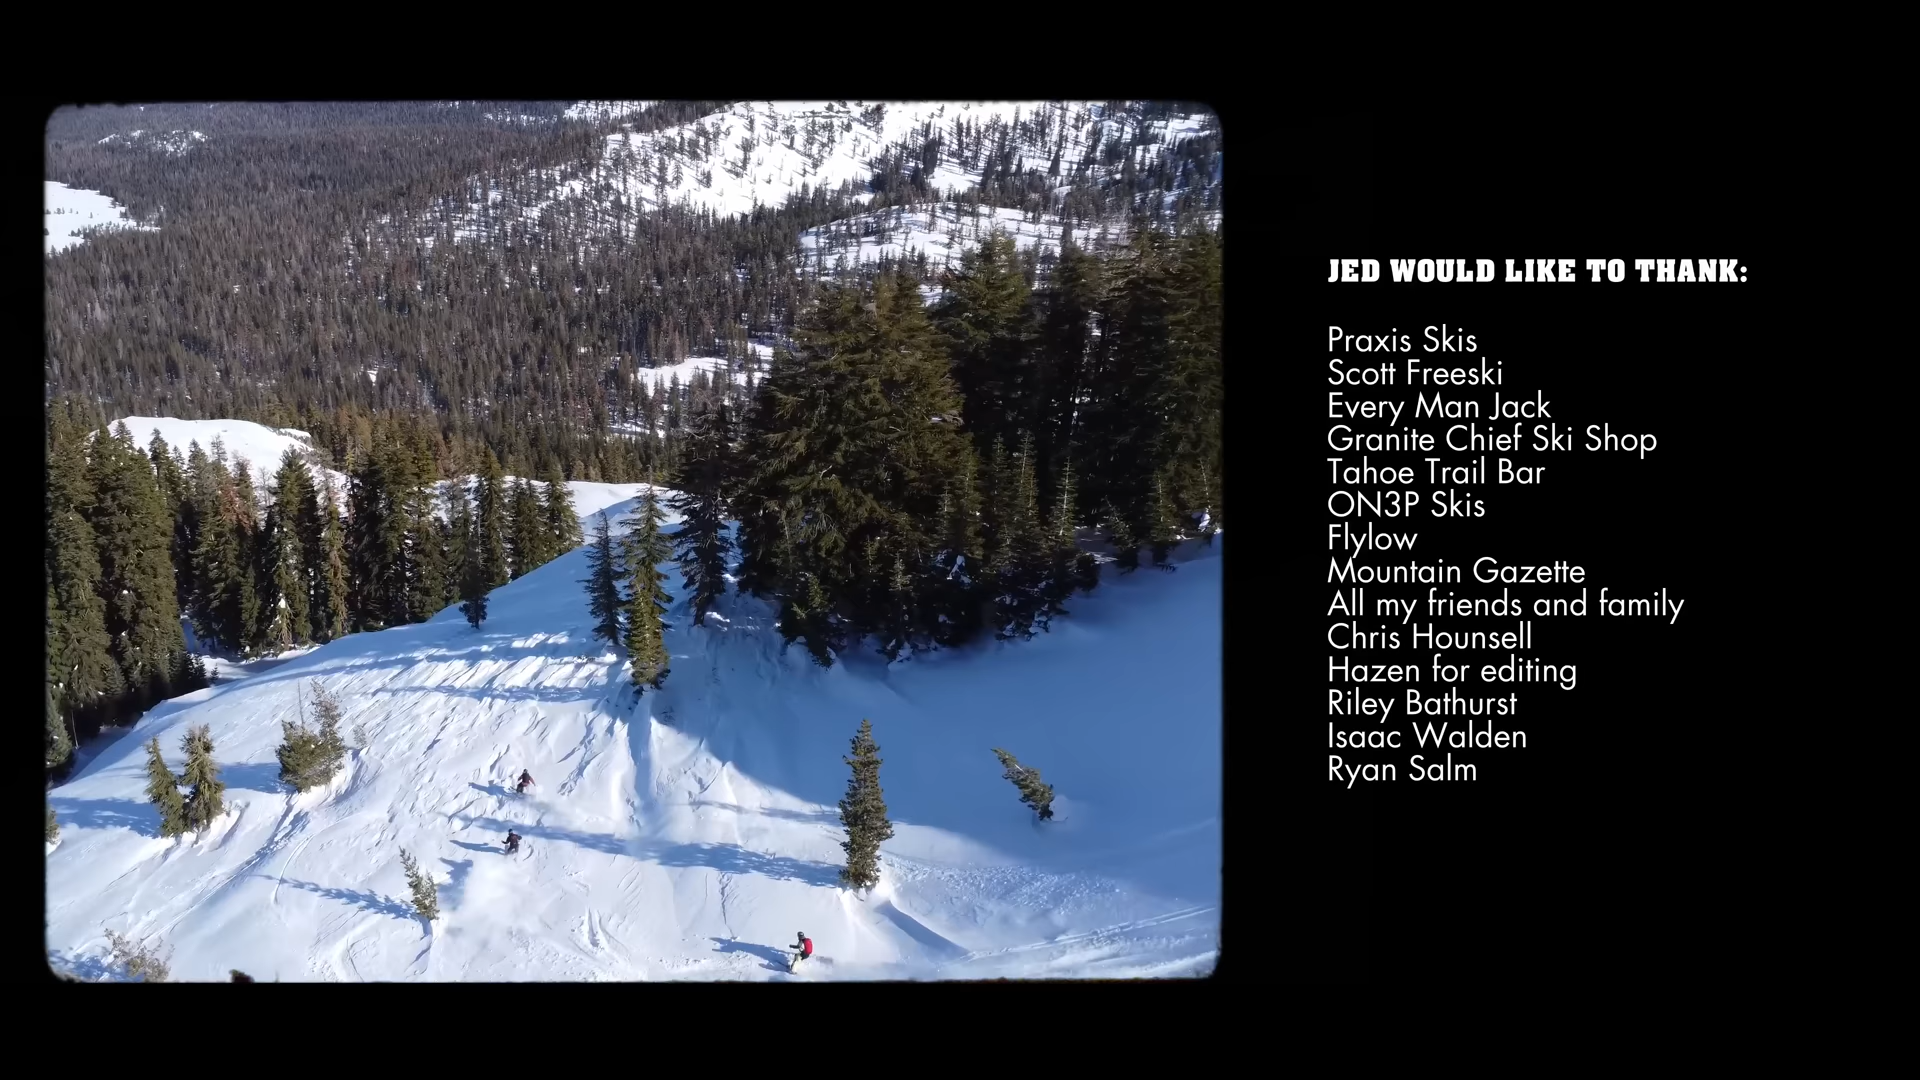 JED WOULD LIKE TO THANK:
Praxis Skis
Scott Freeski
Every Man Jack
Granite Chief Ski Shop
Tahoe Trail Bar
ON3P Skis
Flylow
Mountain Gazette
All my friends and family
Chris Hounsell
Hazen for editing
Riley Bathurst
Isaac Walden
Ryan Salm